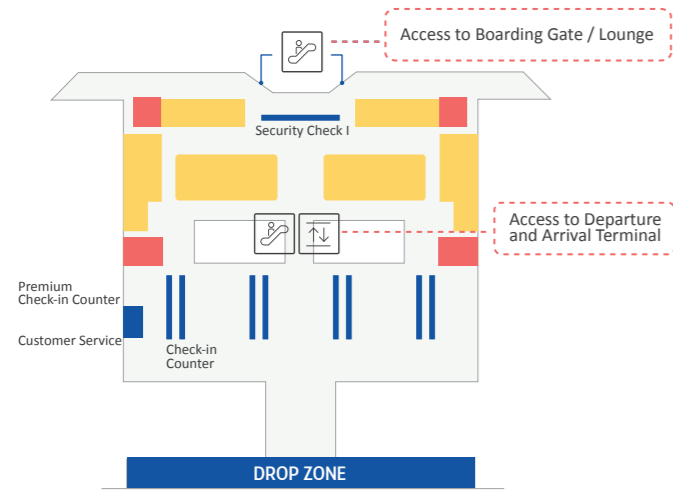 Access to Boarding Gate / Lounge
Security Check I
Access to Departure
and Arrival Terminal
Premium
Check-in Counter
Customer Service
Check-in
Counter
DROP ZONE